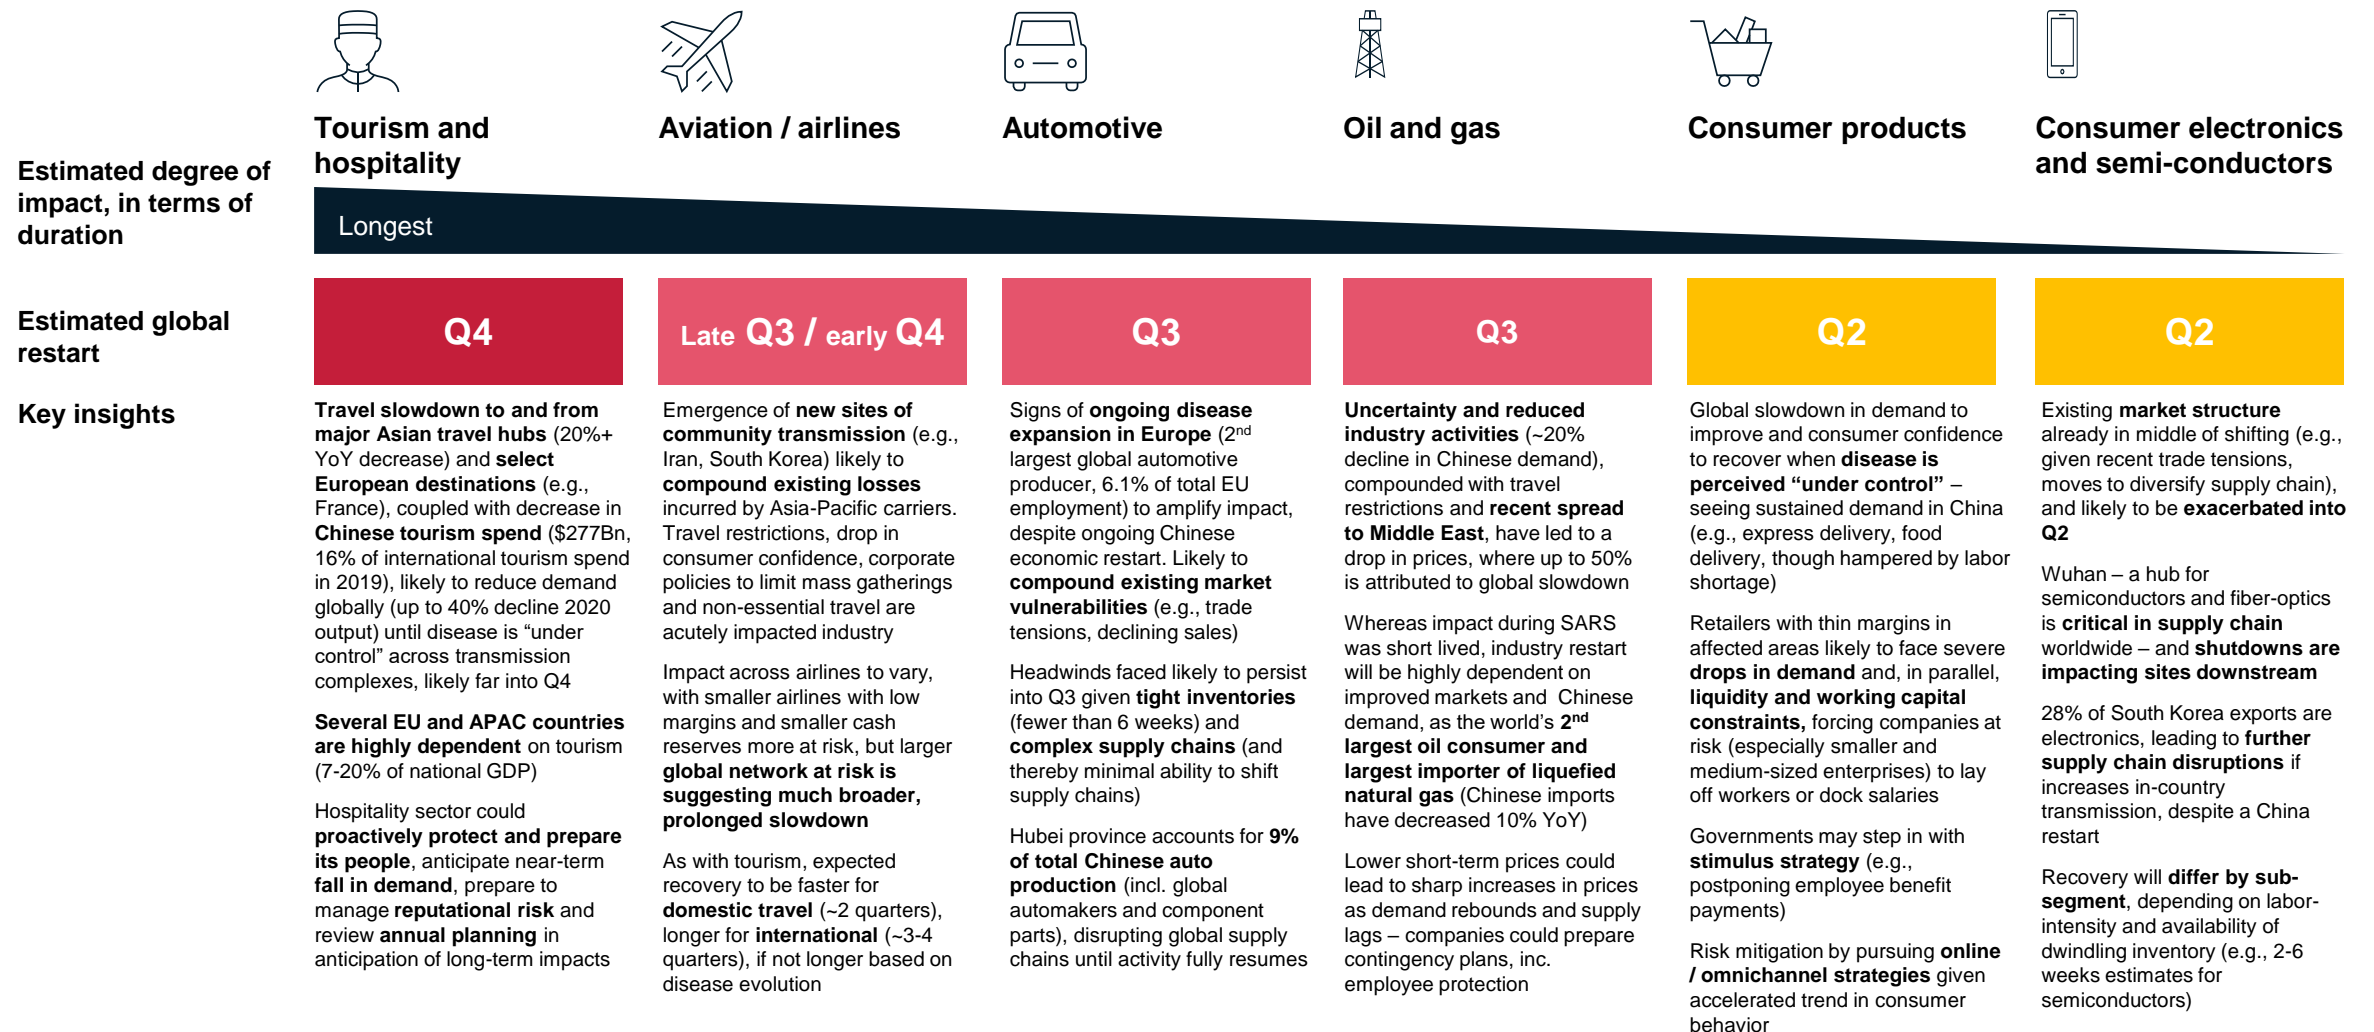 Tourism and
hospitality
Aviation / airlines
Automotive
Oil and gas
Consumer products
Consumer electronics
and semi-conductors
Estimated degree of
impact, in terms of
duration
Longest
Estimated global
restart
Q4
Late Q3 / early Q4
Q3
Q3
Q2
Q2
Key insights
Travel slowdown to and from
major Asian travel hubs (20%+
YoY decrease) and select
European destinations (e.g.,
France), coupled with decrease in
Chinese tourism spend ($277Bn,
16% of international tourism spend
in 2019), likely to reduce demand
globally (up to 40% decline 2020
output) until disease is “under
control” across transmission
complexes, likely far into Q4
Several EU and APAC countries
are highly dependent on tourism
(7-20% of national GDP)
Hospitality sector could
proactively protect and prepare
its people, anticipate near-term
fall in demand, prepare to
manage reputational risk and
review annual planning in
anticipation of long-term impacts
Emergence of new sites of
community transmission (e.g.,
Iran, South Korea) likely to
compound existing losses
incurred by Asia-Pacific carriers.
Travel restrictions, drop in
consumer confidence, corporate
policies to limit mass gatherings
and non-essential travel are
acutely impacted industry
Impact across airlines to vary,
with smaller airlines with low
margins and smaller cash
reserves more at risk, but larger
global network at risk is
suggesting much broader,
prolonged slowdown
As with tourism, expected
recovery to be faster for
domestic travel (~2 quarters),
longer for international (~3-4
quarters), if not longer based on
disease evolution
Signs of ongoing disease
expansion in Europe (2nd
largest global automotive
producer, 6.1% of total EU
employment) to amplify impact,
despite ongoing Chinese
economic restart. Likely to
compound existing market
vulnerabilities (e.g., trade
tensions, declining sales)
Headwinds faced likely to persist
into Q3 given tight inventories
(fewer than 6 weeks) and
complex supply chains (and
thereby minimal ability to shift
supply chains)
Hubei province accounts for 9%
of total Chinese auto
production (incl. global
automakers and component
parts), disrupting global supply
chains until activity fully resumes
Uncertainty and reduced
industry activities (~20%
decline in Chinese demand),
compounded with travel
restrictions and recent spread
to Middle East, have led to a
drop in prices, where up to 50%
is attributed to global slowdown
Whereas impact during SARS
was short lived, industry restart
will be highly dependent on
improved markets and Chinese
demand, as the world’s 2nd
largest oil consumer and
largest importer of liquefied
natural gas (Chinese imports
have decreased 10% YoY)
Lower short-term prices could
lead to sharp increases in prices
as demand rebounds and supply
lags – companies could prepare
contingency plans, inc.
employee protection
Global slowdown in demand to
improve and consumer confidence
to recover when disease is
perceived “under control” –
seeing sustained demand in China
(e.g., express delivery, food
delivery, though hampered by labor
shortage)
Retailers with thin margins in
affected areas likely to face severe
drops in demand and, in parallel,
liquidity and working capital
constraints, forcing companies at
risk (especially smaller and
medium-sized enterprises) to lay
off workers or dock salaries
Governments may step in with
stimulus strategy (e.g.,
postponing employee benefit
payments)
Risk mitigation by pursuing online
/ omnichannel strategies given
accelerated trend in consumer
behavior
Existing market structure
already in middle of shifting (e.g.,
given recent trade tensions,
moves to diversify supply chain),
and likely to be exacerbated into
Q2
Wuhan – a hub for
semiconductors and fiber-optics
is critical in supply chain
worldwide – and shutdowns are
impacting sites downstream
28% of South Korea exports are
electronics, leading to further
supply chain disruptions if
increases in-country
transmission, despite a China
restart
Recovery will differ by sub-
segment, depending on labor-
intensity and availability of
dwindling inventory (e.g., 2-6
weeks estimates for
semiconductors)